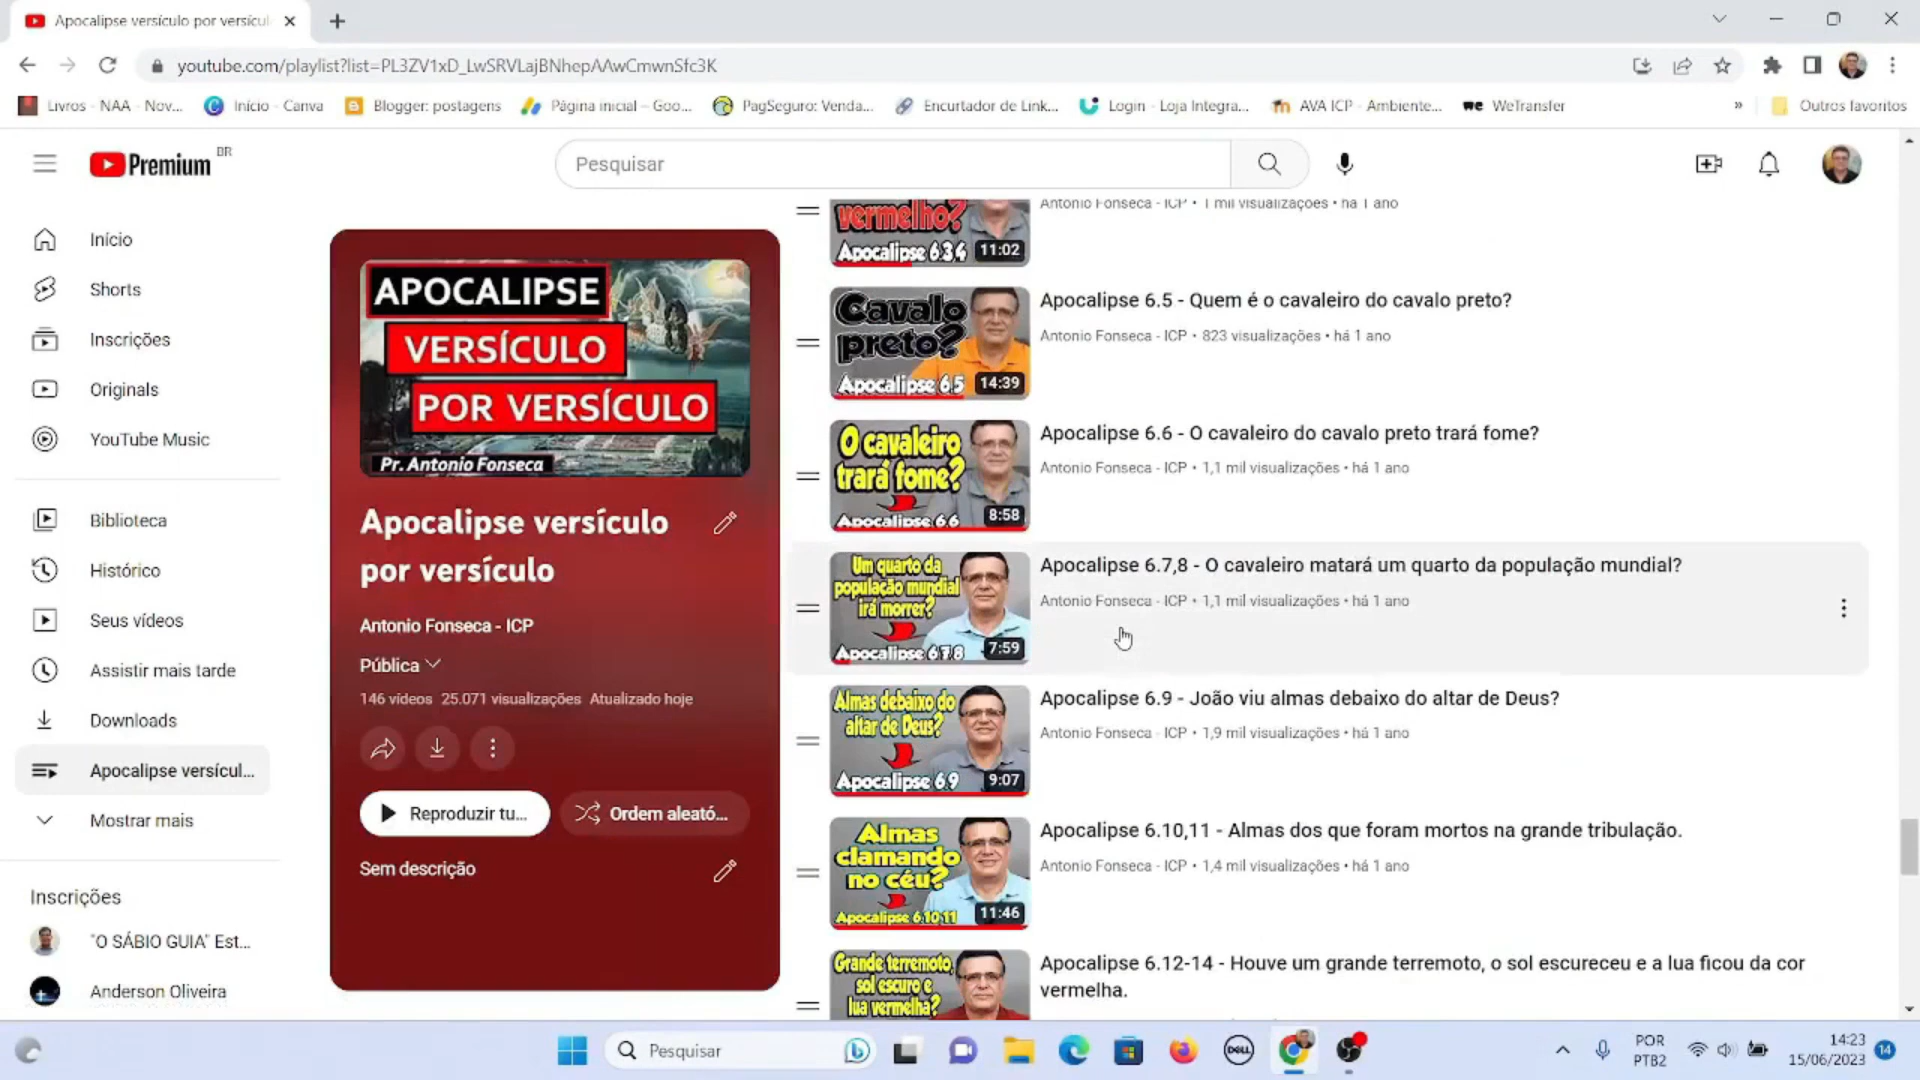 Apocalipse versículo por versícul
youtube.com/playlist?list=PL3ZV1xD_LwSRVLajBNhepAAwCmwnSfc3K
Livros - NAA - Nov...
Início - Canva
Blogger: postagens
Página inicial – Goo...
PagSeguro: Venda...
Encurtador de Link...
Login - Loja Integra...
AVA ICP - Ambiente...
we WeTransfer
»
Outros favoritos
Premium BR
Pesquisar
Início
Shorts
Inscrições
Originals
YouTube Music
Biblioteca
Histórico
Seus vídeos
Assistir mais tarde
Downloads
Apocalipse versícul...
Mostrar mais
Inscrições
"O SÁBIO GUIA" Est...
Anderson Oliveira
APOCALIPSE
VERSÍCULO
POR VERSÍCULO
Pr. Antonio Fonseca
Apocalipse versículo
por versículo
Antonio Fonseca - ICP
Pública
146 vídeos 25.071 visualizações Atualizado hoje
Reproduzir tu...
Ordem aleató...
Sem descrição
vermelho?
Apocalipse 6.3,4
11:02
Antonio Fonseca - ICP • 1 mil visualizações • há 1 ano
Cavalo
preto?
Apocalipse 6.5
14:39
Apocalipse 6.5 - Quem é o cavaleiro do cavalo preto?
Antonio Fonseca - ICP • 823 visualizações • há 1 ano
O cavaleiro
trará fome?
Apocalipse 6.6
8:58
Apocalipse 6.6 - O cavaleiro do cavalo preto trará fome?
Antonio Fonseca - ICP • 1,1 mil visualizações • há 1 ano
Um quarto da
população mundial
irá morrer?
Apocalipse 6.7,8
7:59
Apocalipse 6.7,8 - O cavaleiro matará um quarto da população mundial?
Antonio Fonseca - ICP • 1,1 mil visualizações • há 1 ano
Almas debaixo do
altar de Deus?
Apocalipse 6.9
9:07
Apocalipse 6.9 - João viu almas debaixo do altar de Deus?
Antonio Fonseca - ICP • 1,9 mil visualizações • há 1 ano
Almas
clamando
no céu?
Apocalipse 6.10,11
11:46
Apocalipse 6.10,11 - Almas dos que foram mortos na grande tribulação.
Antonio Fonseca - ICP • 1,4 mil visualizações • há 1 ano
Grande terremoto,
sol escuro e
lua vermelha?
Apocalipse 6.12-14 - Houve um grande terremoto, o sol escureceu e a lua ficou da cor
vermelha.
Pesquisar
DELL
POR
PTB2
14:23
15/06/2023
14